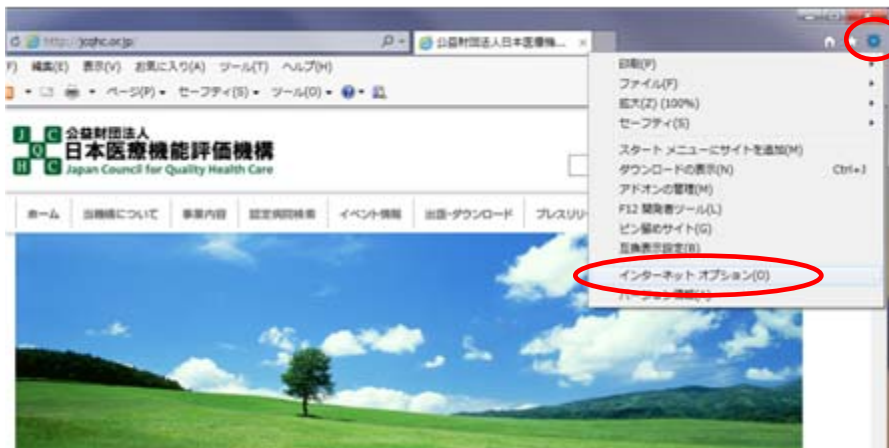 http://jcqhc.or.jp/
公益財団法人日本医療機... ×
編集(E) 表示(V) お気に入り(A) ツール(T) ヘルプ(H)
ページ(P) セーフティ(S) ツール(O)
印刷(P)
ファイル(F)
拡大(Z) (100%)
セーフティ(S)
スタート メニューにサイトを追加(M)
ダウンロードの表示(N) Ctrl+J
アドオンの管理(M)
F12 開発者ツール(L)
ピン留めサイト(G)
互換表示設定(B)
インターネット オプション(O)
バージョン情報(A)
J Q H C
公益財団法人
日本医療機能評価機構
Japan Council for Quality Health Care
ホーム 当機構について 事業内容 認定病院検索 イベント情報 出版・ダウンロード プレスリリ